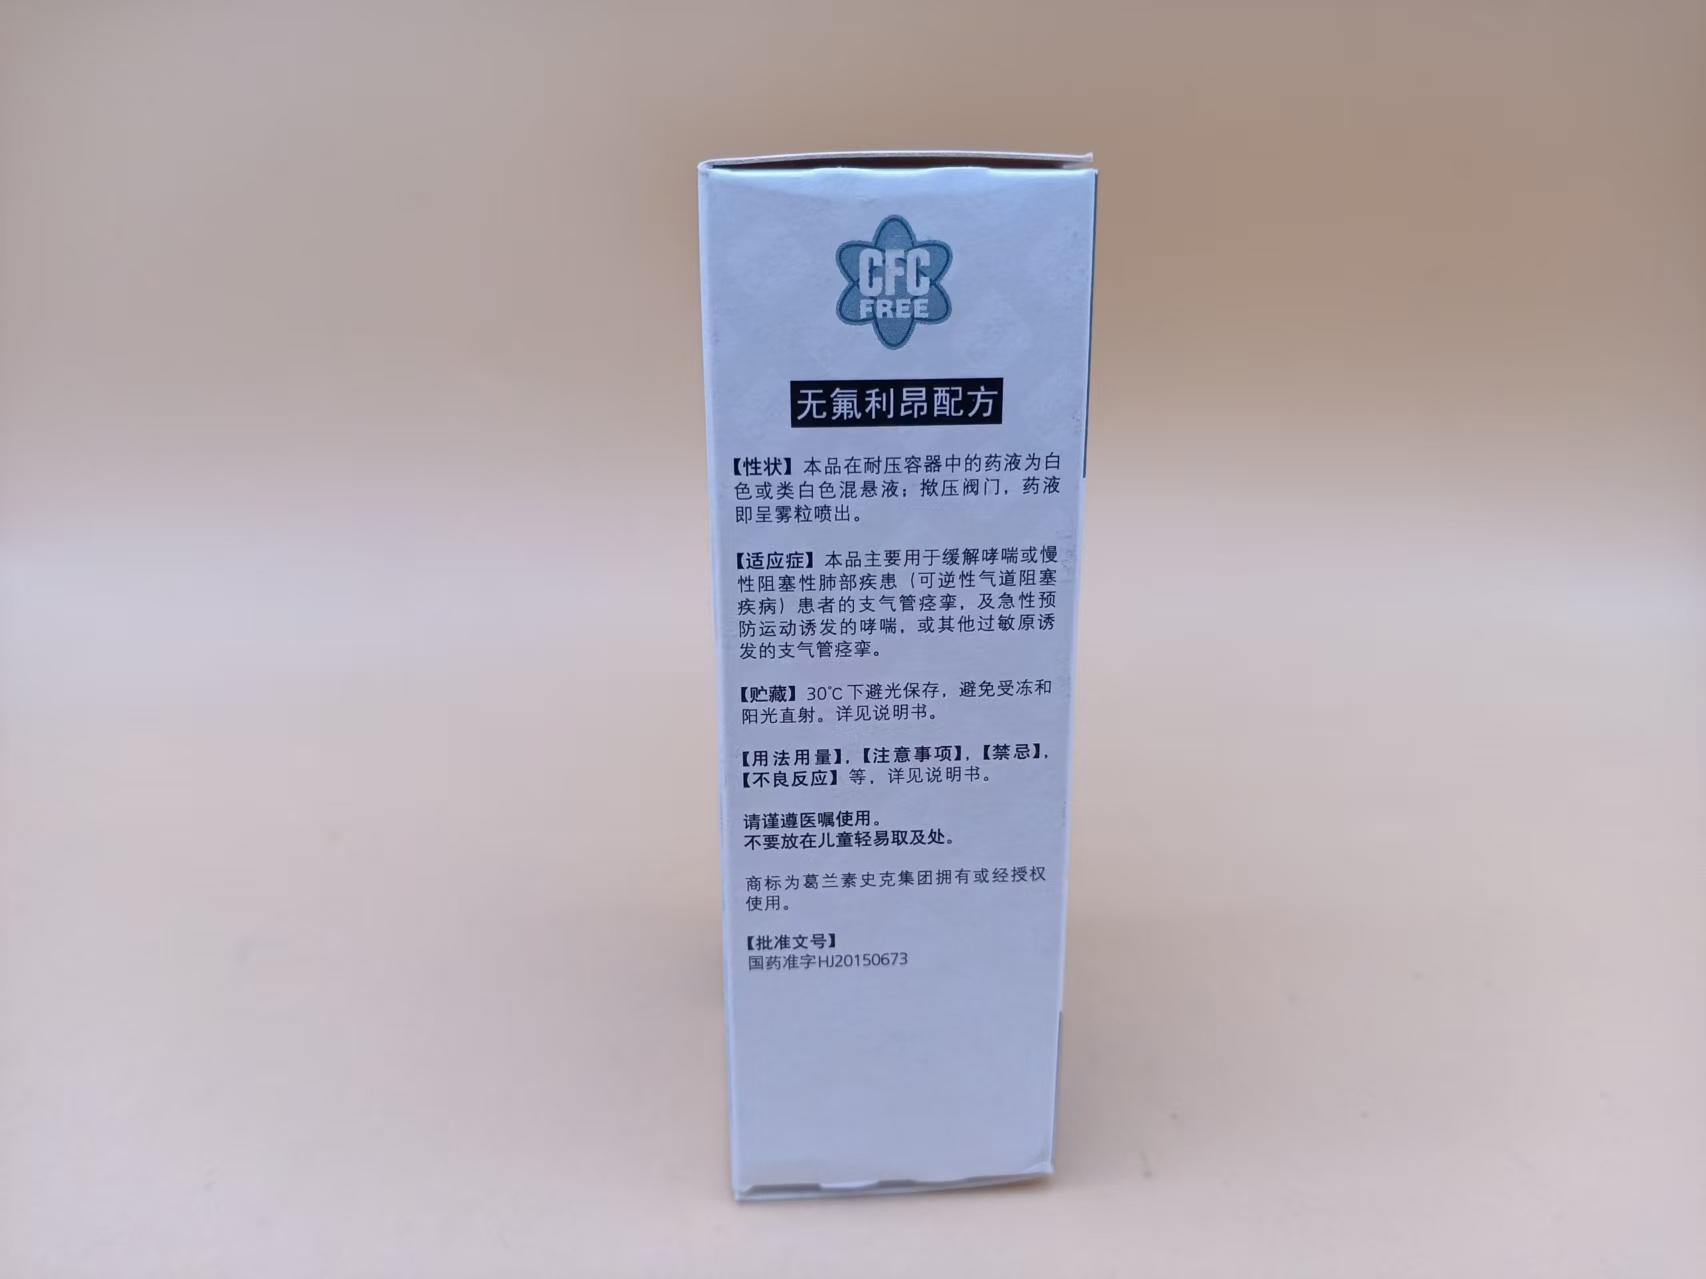 CFC
FREE
无氟利昂配方
【性状】本品在耐压容器中的药液为白
色或类白色混悬液；揿压阀门，药液
即呈雾粒喷出。
【适应症】本品主要用于缓解哮喘或慢
性阻塞性肺部疾患（可逆性气道阻塞
疾病）患者的支气管痉挛，及急性预
防运动诱发的哮喘，或其他过敏原诱
发的支气管痉挛。
【贮藏】30℃下避光保存，避免受冻和
阳光直射。详见说明书。
【用法用量】，【注意事项】，【禁忌】，
【不良反应】等，详见说明书。
请谨遵医嘱使用。
不要放在儿童轻易取及处。
商标为葛兰素史克集团拥有或经授权
使用。
【批准文号】
国药准字HJ20150673